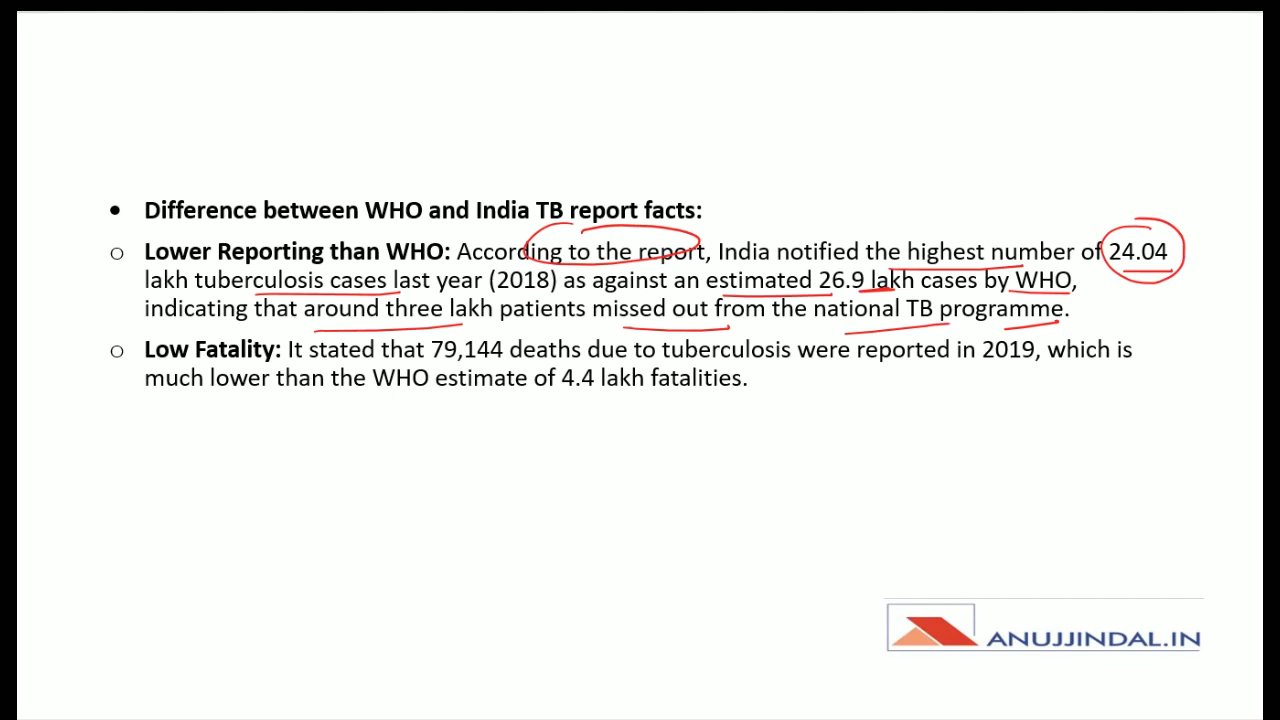 • Difference between WHO and India TB report facts:
○ Lower Reporting than WHO: According to the report, India notified the highest number of 24.04
lakh tuberculosis cases last year (2018) as against an estimated 26.9 lakh cases by WHO,
indicating that around three lakh patients missed out from the national TB programme.
○ Low Fatality: It stated that 79,144 deaths due to tuberculosis were reported in 2019, which is
much lower than the WHO estimate of 4.4 lakh fatalities.
ANUJJINDAL.IN